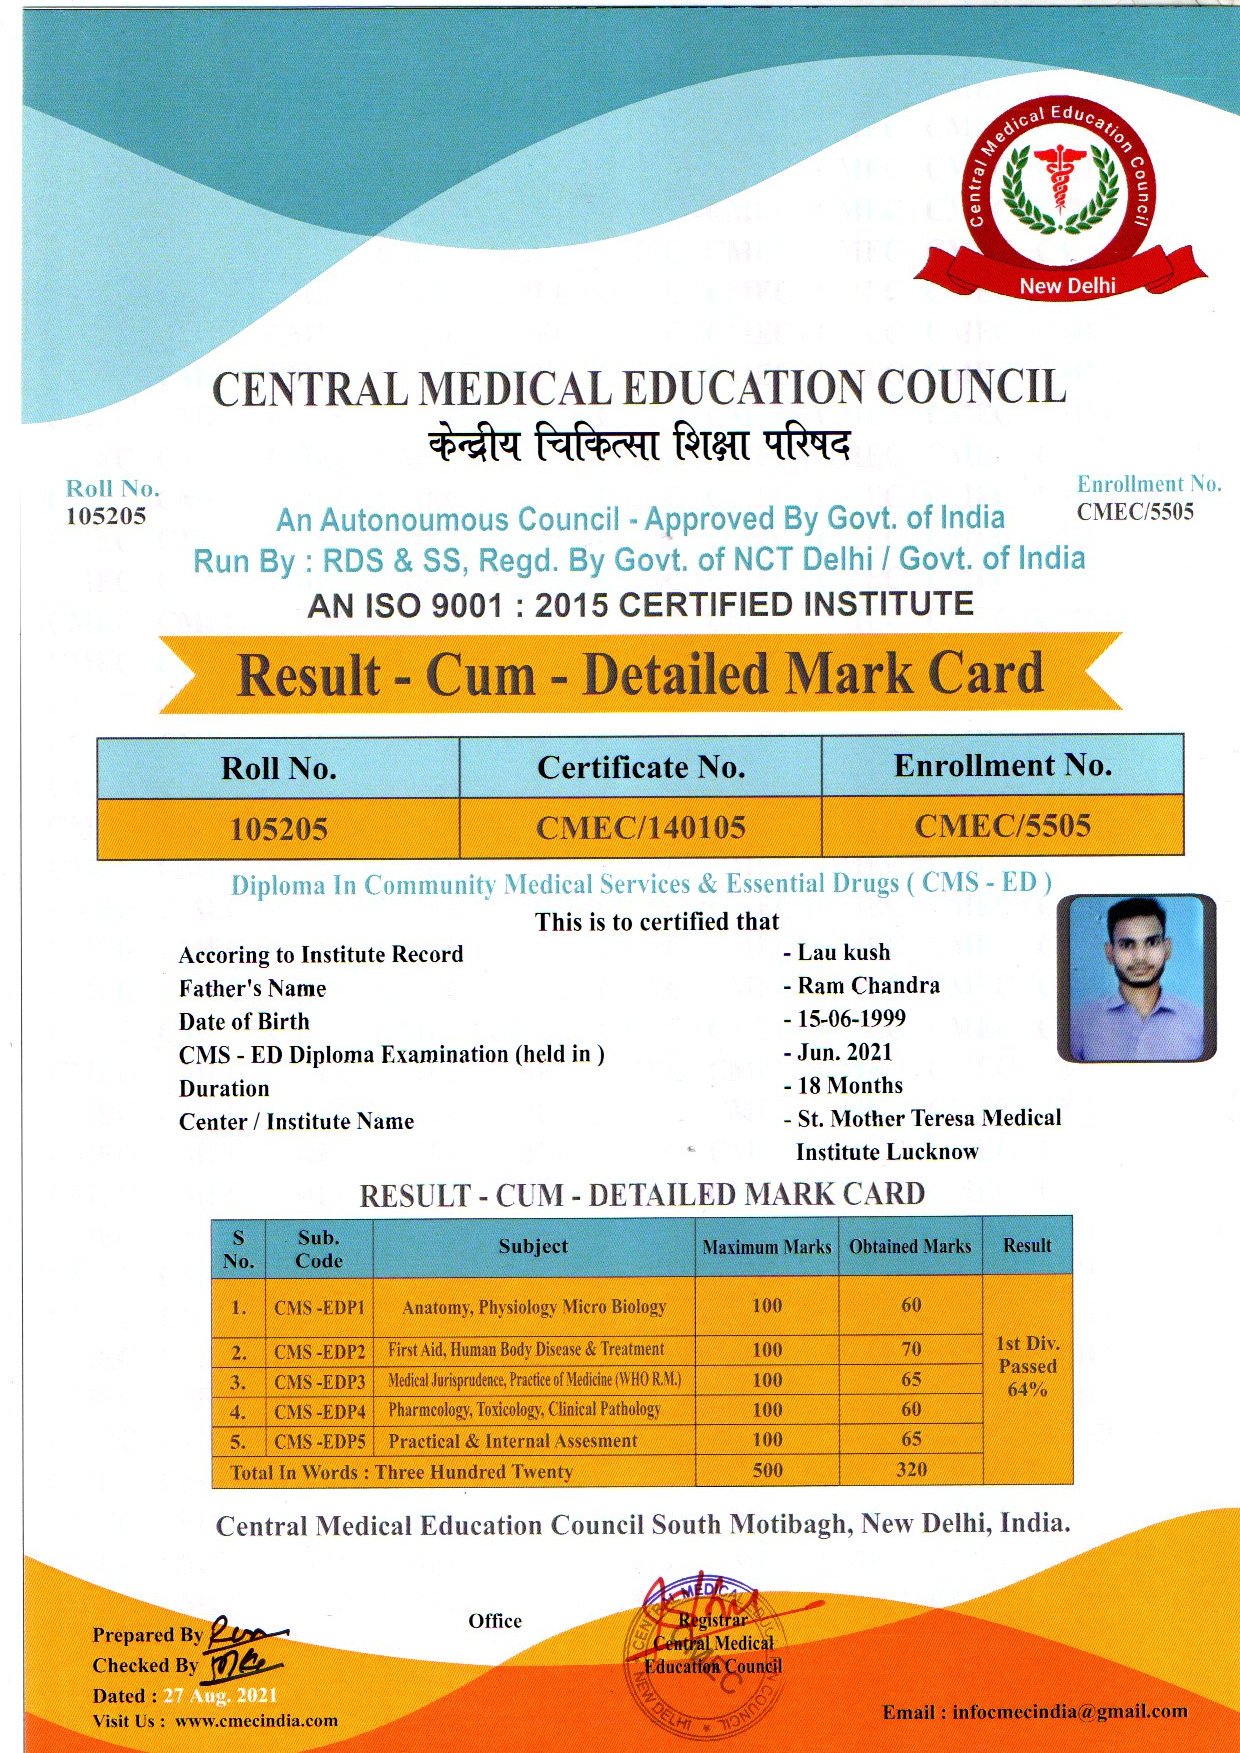 Central Medical Education Council
New Delhi
CENTRAL MEDICAL EDUCATION COUNCIL
केन्द्रीय चिकित्सा शिक्षा परिषद
Roll No.
105205
Enrollment No.
CMEC/5505
An Autonoumous Council - Approved By Govt. of India
Run By : RDS & SS, Regd. By Govt. of NCT Delhi / Govt. of India
AN ISO 9001 : 2015 CERTIFIED INSTITUTE
Result - Cum - Detailed Mark Card
Roll No. Certificate No. Enrollment No.
105205 CMEC/140105 CMEC/5505
Diploma In Community Medical Services & Essential Drugs ( CMS - ED )
This is to certified that
Accoring to Institute Record - Lau kush
Father's Name - Ram Chandra
Date of Birth - 15-06-1999
CMS - ED Diploma Examination (held in ) - Jun. 2021
Duration - 18 Months
Center / Institute Name - St. Mother Teresa Medical
Institute Lucknow
RESULT - CUM - DETAILED MARK CARD
S No. Sub. Code Subject Maximum Marks Obtained Marks Result
1. CMS -EDP1 Anatomy, Physiology Micro Biology 100 60
2. CMS -EDP2 First Aid, Human Body Disease & Treatment 100 70
3. CMS -EDP3 Medical Jurisprudence, Practice of Medicine (WHO R.M.) 100 65
4. CMS -EDP4 Pharmcology, Toxicology, Clinical Pathology 100 60
5. CMS -EDP5 Practical & Internal Assesment 100 65
1st Div.
Passed
64%
Total In Words : Three Hundred Twenty 500 320
Central Medical Education Council South Motibagh, New Delhi, India.
Prepared By
Checked By
Dated : 27 Aug. 2021
Visit Us : www.cmecindia.com
Office
Registrar
Central Medical
Education Council
CENTRAL MEDICAL EDUCATION COUNCIL
NEW DELHI
CMEC
Email : infocmecindia@gmail.com